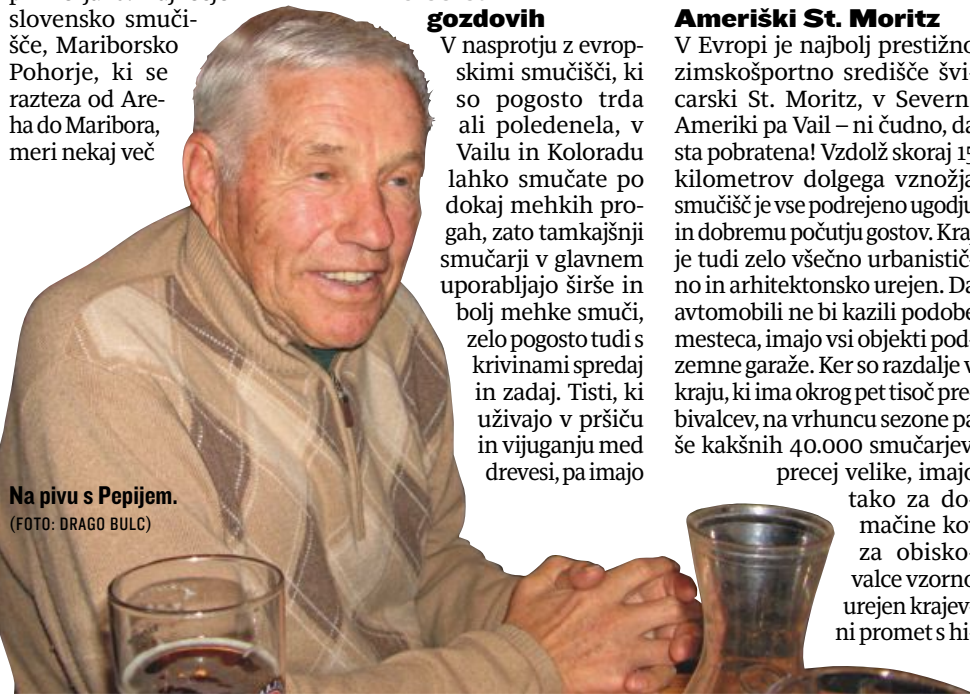 slovensko smuči-
šče, Mariborsko
Pohorje, ki se
razteza od Are-
ha do Maribora,
meri nekaj več
Na pivu s Pepijem.
(FOTO: DRAGO BULC)
gozdovih
V nasprotju z evrop-
skimi smučišči, ki
so pogosto trda
ali poledenela, v
Vailu in Koloradu
lahko smučate po
dokaj mehkih pro-
gah, zato tamkajšnji
smučarji v glavnem
uporabljajo širše in
bolj mehke smuči,
zelo pogosto tudi s
krivinami spredaj
in zadaj. Tisti, ki
uživajo v pršiču
in vijuganju med
drevesi, pa imajo
Ameriški St. Moritz
V Evropi je najbolj prestižno
zimskošportno središče švi-
carski St. Moritz, v Severni
Ameriki pa Vail – ni čudno, da
sta pobratena! Vzdolž skoraj 15
kilometrov dolgega vznožja
smučišč je vse podrejeno ugodju
in dobremu počutju gostov. Kraj
je tudi zelo všečno urbanistič-
no in arhitektonsko urejen. Da
avtomobili ne bi kazili podobe
mesteca, imajo vsi objekti pod-
zemne garaže. Ker so razdalje v
kraju, ki ima okrog pet tisoč pre-
bivalcev, na vrhuncu sezone pa
še kakšnih 40.000 smučarjev,
precej velike, imajo
tako za do-
mačine kot
za obisko-
valce vzorno
urejen krajev-
ni promet s hi-